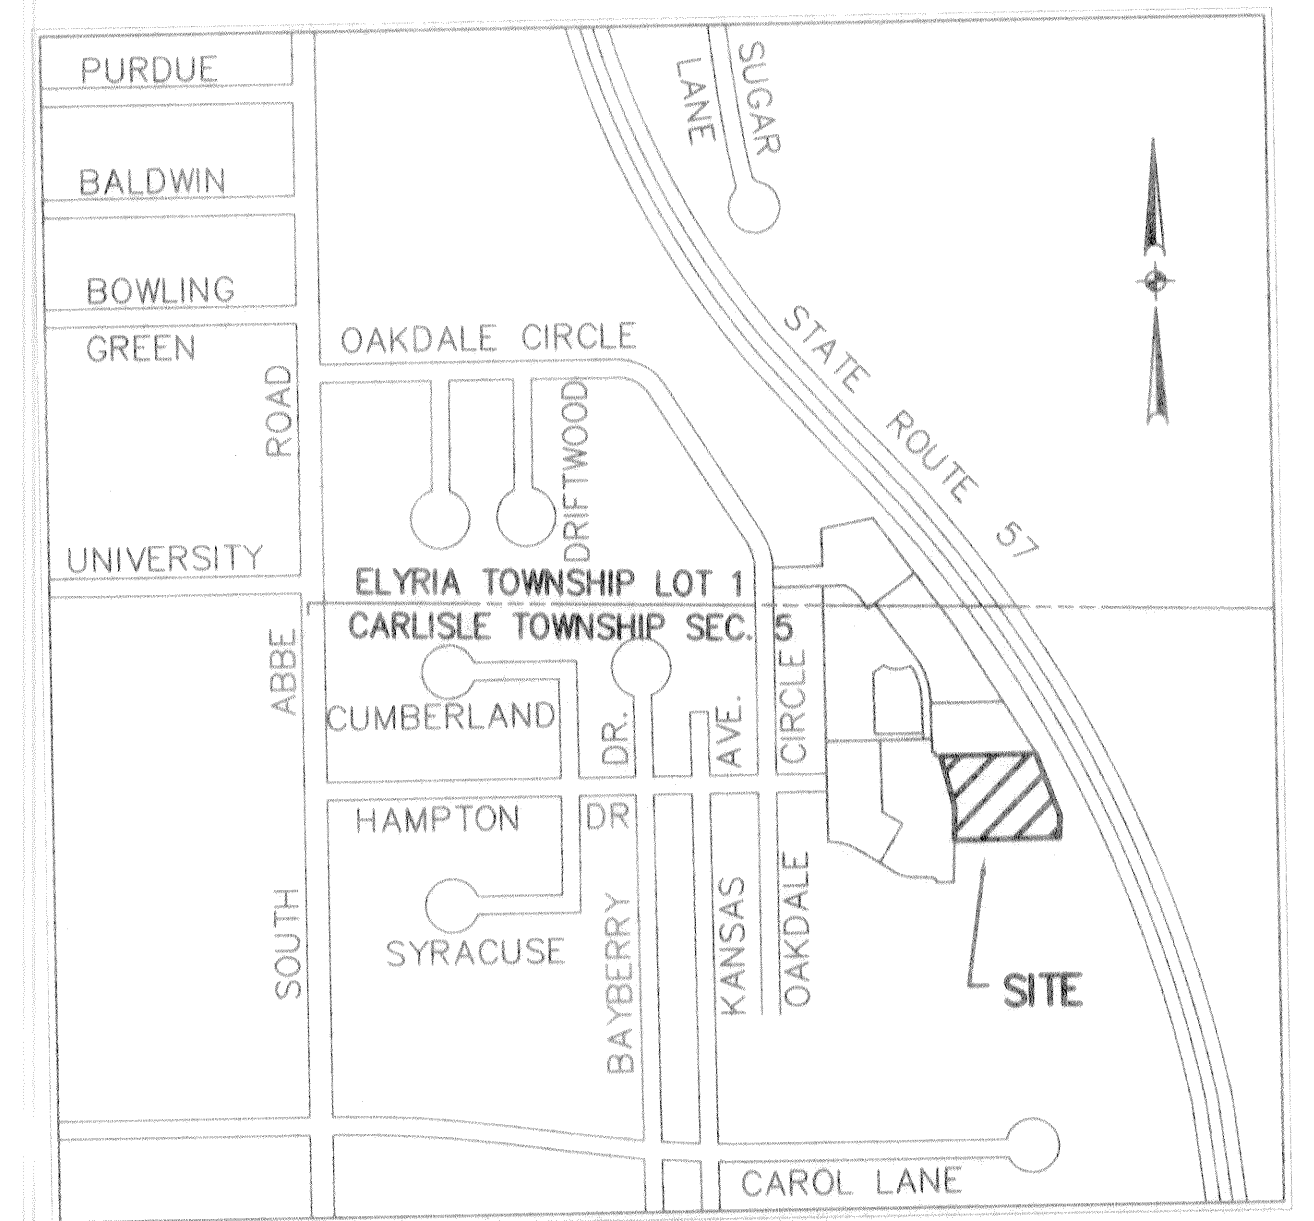 PURDUE
SUGAR
LANE
BALDWIN
BOWLING
GREEN
OAKDALE CIRCLE
STATE ROUTE 57
SOUTH ABBE ROAD
DRIFTWOOD
UNIVERSITY
ELYRIA TOWNSHIP LOT 1
CARLISLE TOWNSHIP SEC. 5
CUMBERLAND
BAYBERRY DR.
KANSAS AVE.
OAKDALE CIRCLE
HAMPTON DR
SYRACUSE
SITE
CAROL LANE